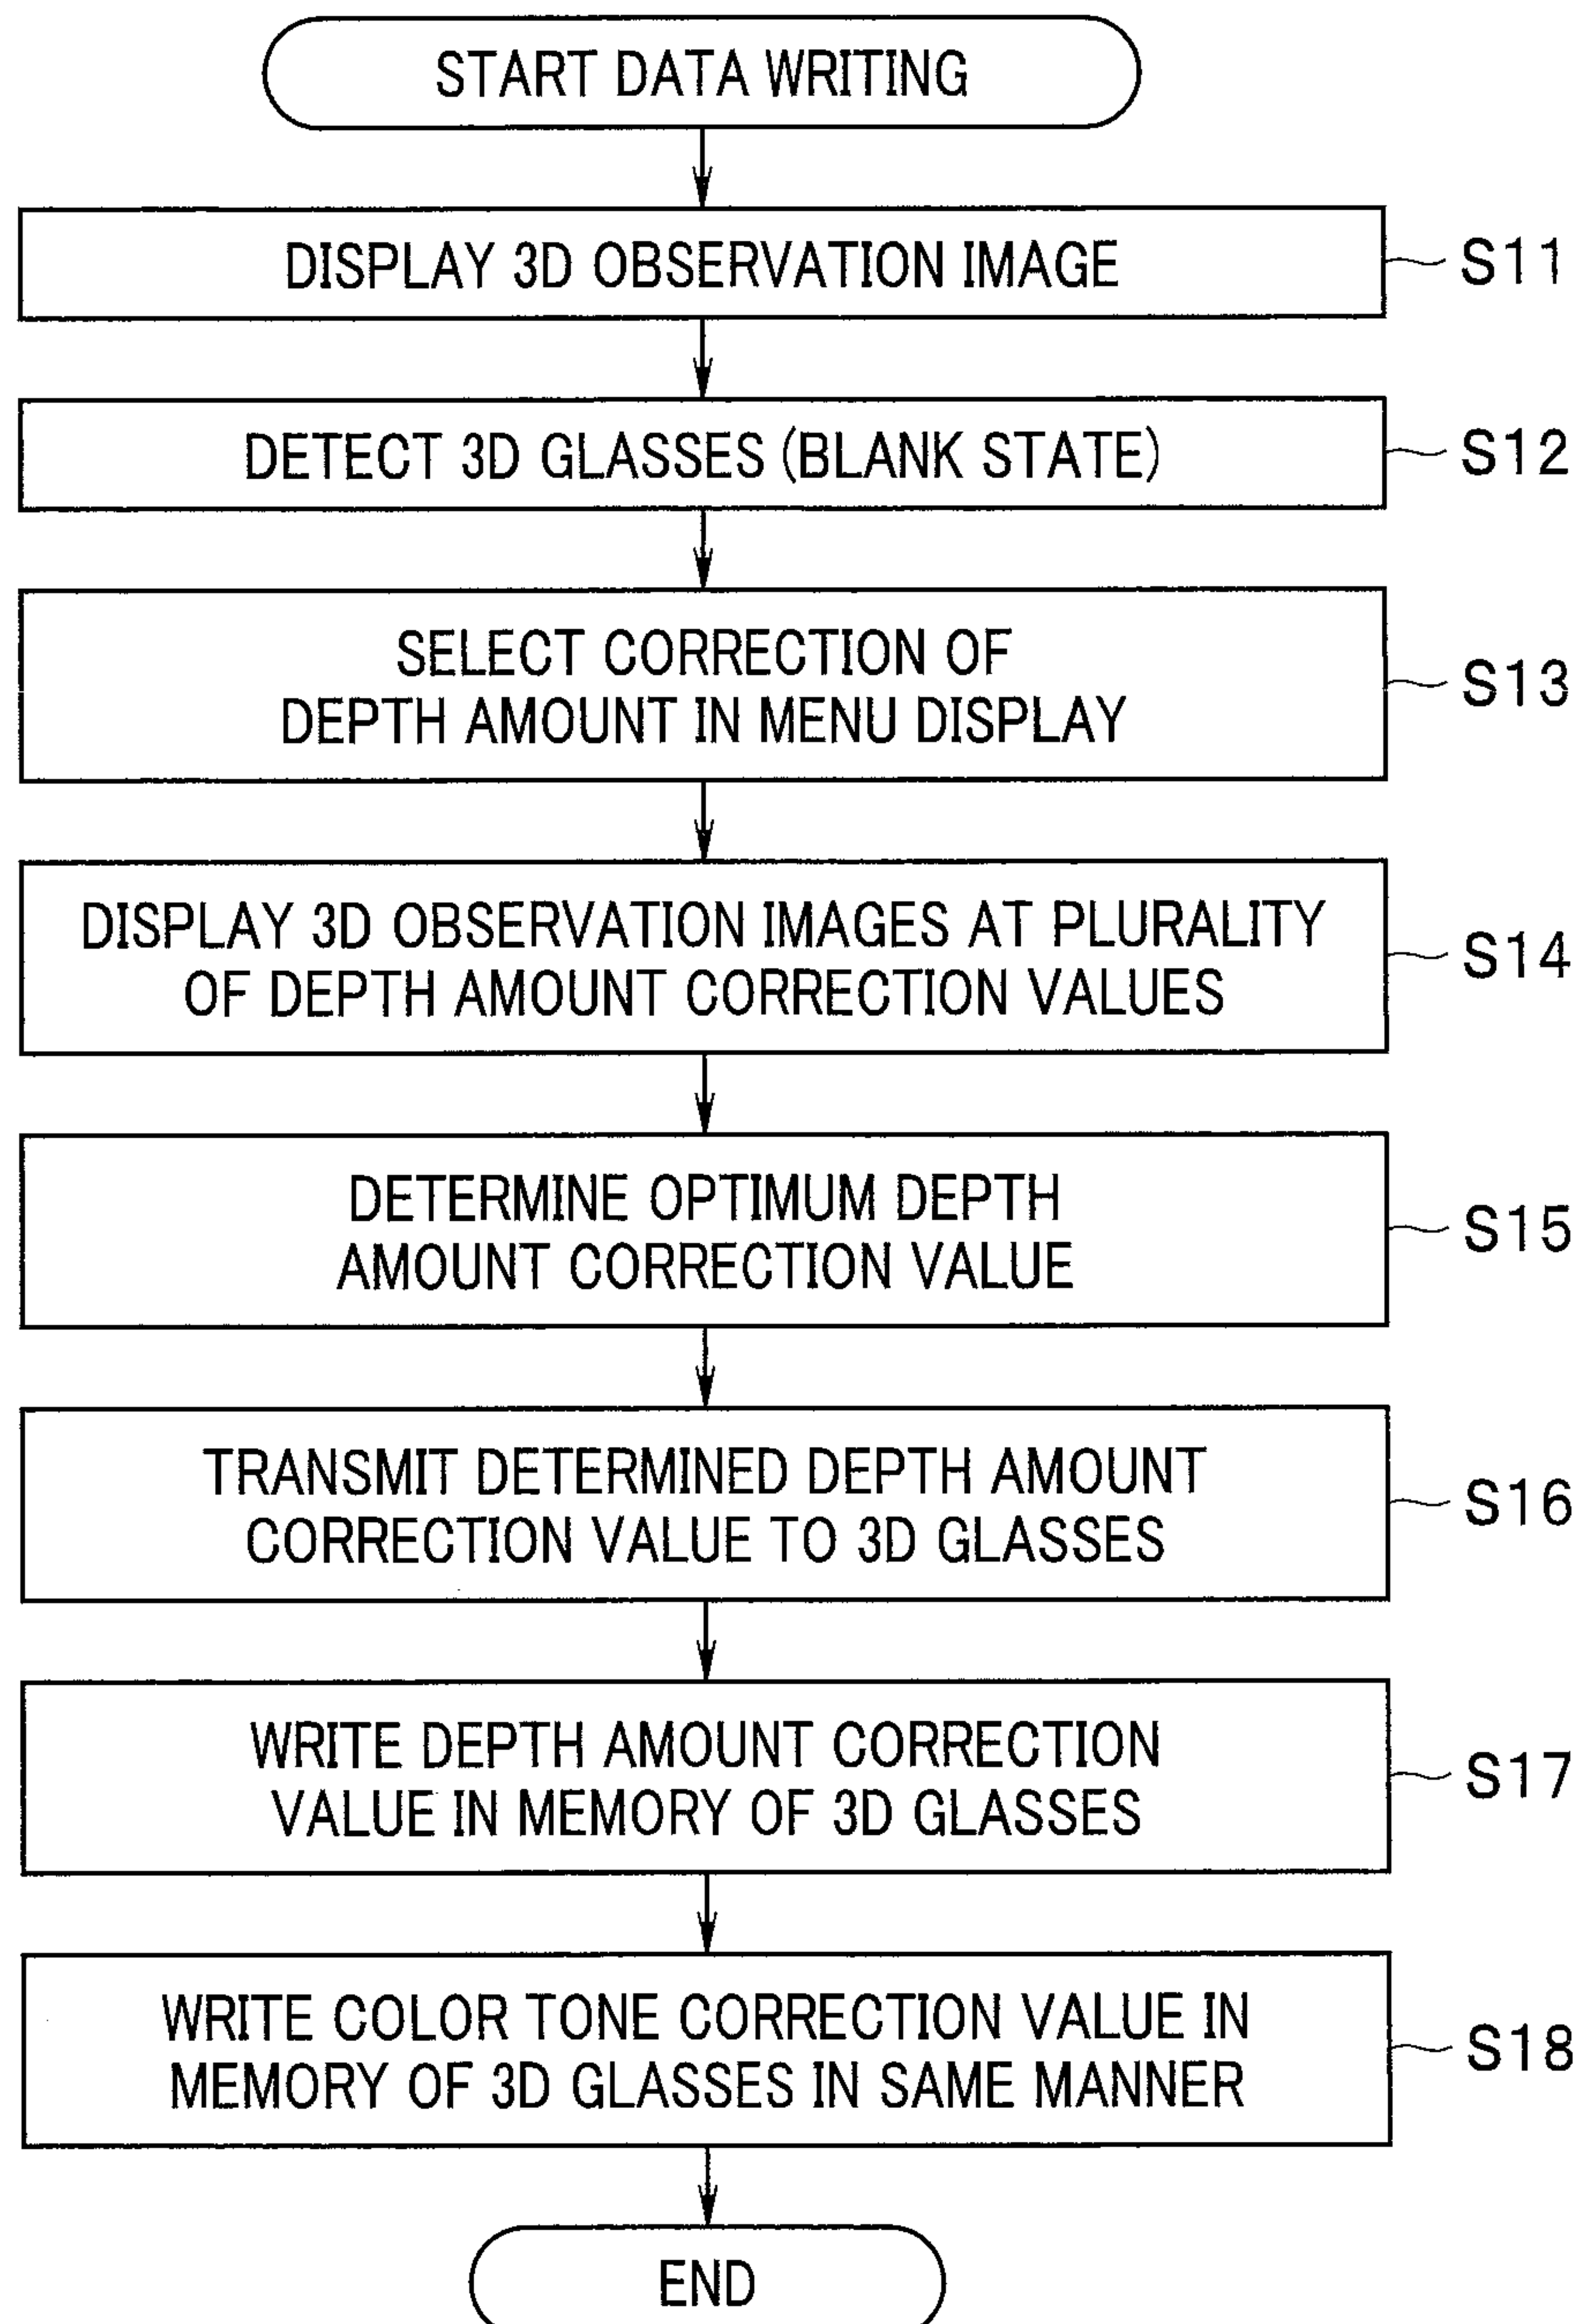 START DATA WRITING
DISPLAY 3D OBSERVATION IMAGE
S11
DETECT 3D GLASSES (BLANK STATE)
S12
SELECT CORRECTION OF
DEPTH AMOUNT IN MENU DISPLAY
S13
DISPLAY 3D OBSERVATION IMAGES AT PLURALITY
OF DEPTH AMOUNT CORRECTION VALUES
S14
DETERMINE OPTIMUM DEPTH
AMOUNT CORRECTION VALUE
S15
TRANSMIT DETERMINED DEPTH AMOUNT
CORRECTION VALUE TO 3D GLASSES
S16
WRITE DEPTH AMOUNT CORRECTION
VALUE IN MEMORY OF 3D GLASSES
S17
WRITE COLOR TONE CORRECTION VALUE IN
MEMORY OF 3D GLASSES IN SAME MANNER
S18
END